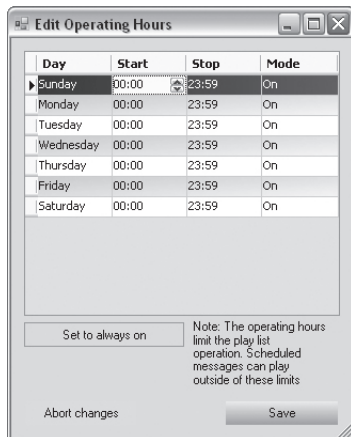 Edit Operating Hours
Day Start Stop Mode
Sunday 00:00 23:59 On
Monday 00:00 23:59 On
Tuesday 00:00 23:59 On
Wednesday 00:00 23:59 On
Thursday 00:00 23:59 On
Friday 00:00 23:59 On
Saturday 00:00 23:59 On
Set to always on
Note: The operating hours
limit the play list
operation. Scheduled
messages can play
outside of these limits
Abort changes
Save